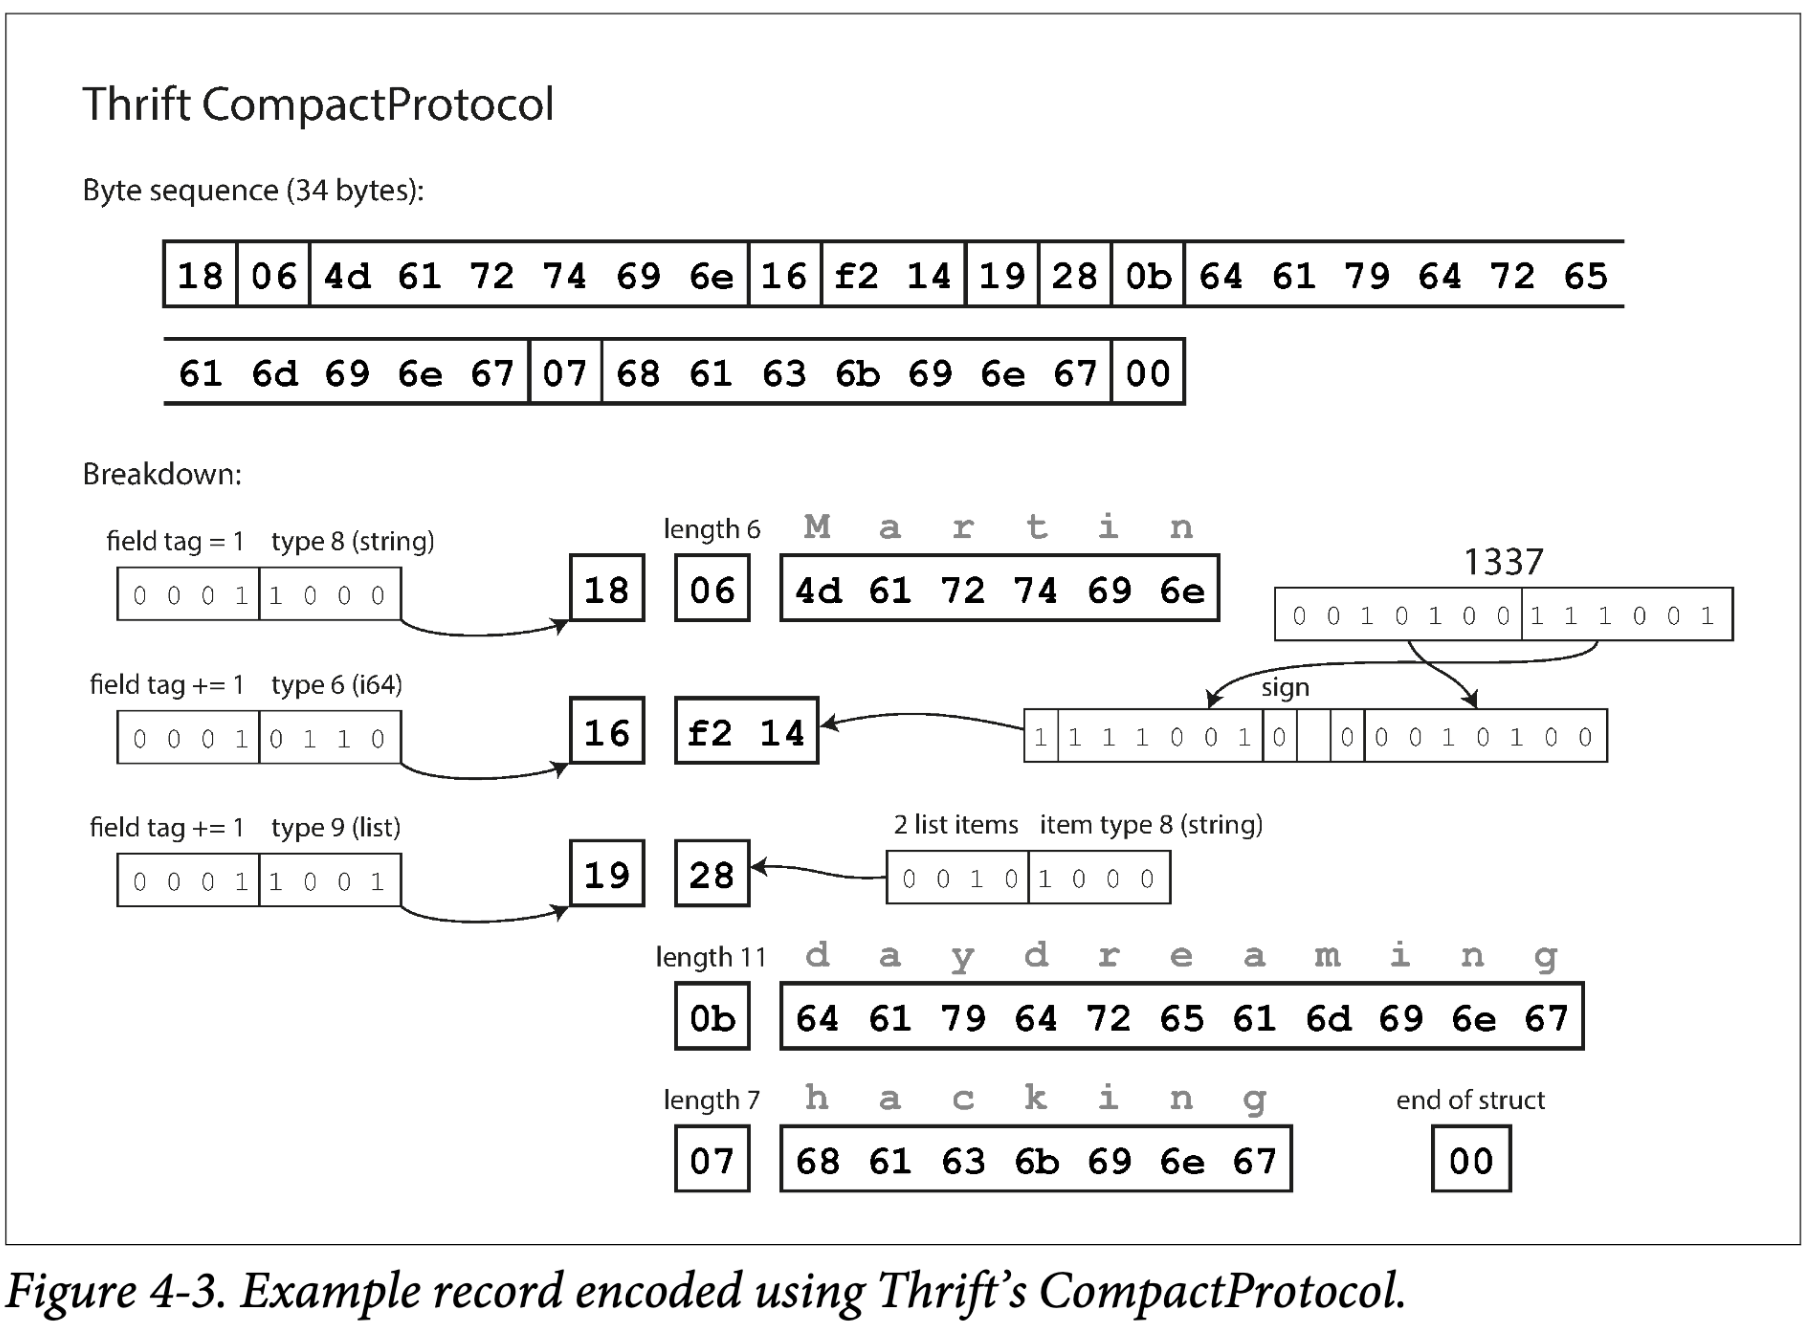 Thrift CompactProtocol
Byte sequence (34 bytes):
18 06 4d 61 72 74 69 6e 16 f2 14 19 28 0b 64 61 79 64 72 65
61 6d 69 6e 67 07 68 61 63 6b 69 6e 67 00
Breakdown:
field tag = 1 type 8 (string)
0 0 0 1 1 0 0 0
18
length 6
06
M a r t i n
4d 61 72 74 69 6e
1337
0 0 1 0 1 0 0 1 1 1 0 0 1
field tag += 1 type 6 (i64)
0 0 0 1 0 1 1 0
16
f2 14
sign
1 1 1 1 0 0 1 0 0 0 0 1 0 1 0 0
field tag += 1 type 9 (list)
0 0 0 1 1 0 0 1
19
28
2 list items item type 8 (string)
0 0 1 0 1 0 0 0
length 11
0b
d a y d r e a m i n g
64 61 79 64 72 65 61 6d 69 6e 67
length 7
07
h a c k i n g
68 61 63 6b 69 6e 67
end of struct
00
Figure 4-3. Example record encoded using Thrift's CompactProtocol.